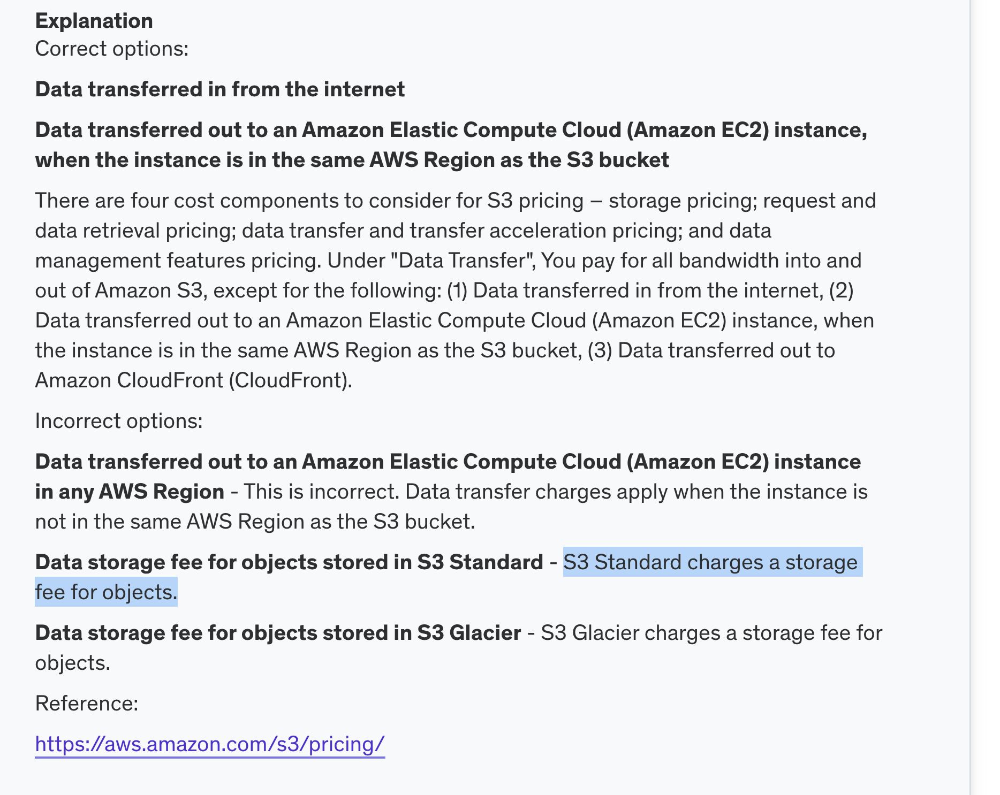 Explanation
Correct options:
Data transferred in from the internet
Data transferred out to an Amazon Elastic Compute Cloud (Amazon EC2) instance,
when the instance is in the same AWS Region as the S3 bucket
There are four cost components to consider for S3 pricing – storage pricing; request and
data retrieval pricing; data transfer and transfer acceleration pricing; and data
management features pricing. Under "Data Transfer", You pay for all bandwidth into and
out of Amazon S3, except for the following: (1) Data transferred in from the internet, (2)
Data transferred out to an Amazon Elastic Compute Cloud (Amazon EC2) instance, when
the instance is in the same AWS Region as the S3 bucket, (3) Data transferred out to
Amazon CloudFront (CloudFront).
Incorrect options:
Data transferred out to an Amazon Elastic Compute Cloud (Amazon EC2) instance
in any AWS Region - This is incorrect. Data transfer charges apply when the instance is
not in the same AWS Region as the S3 bucket.
Data storage fee for objects stored in S3 Standard - S3 Standard charges a storage
fee for objects.
Data storage fee for objects stored in S3 Glacier - S3 Glacier charges a storage fee for
objects.
Reference:
https://aws.amazon.com/s3/pricing/